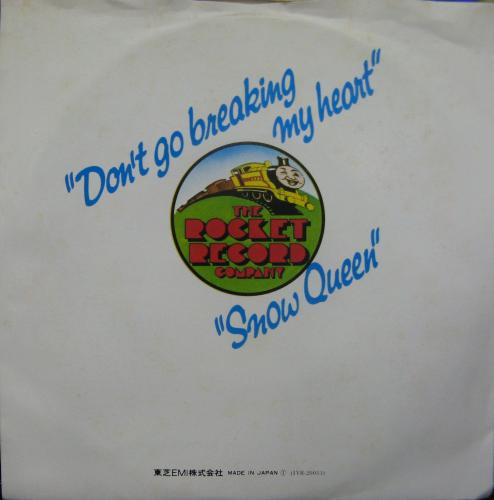 "Don't go breaking
my heart"
THE
ROCKET
RECORD
COMPANY
"Snow Queen"
東芝EMI株式会社 MADE IN JAPAN ①